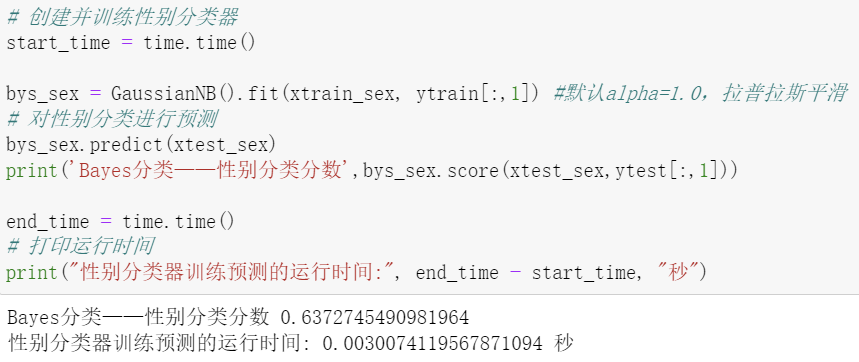 # 创建并训练性别分类器
start_time = time.time()
bys_sex = GaussianNB().fit(xtrain_sex, ytrain[:,1]) #默认alpha=1.0，拉普拉斯平滑
# 对性别分类进行预测
bys_sex.predict(xtest_sex)
print('Bayes分类——性别分类分数',bys_sex.score(xtest_sex,ytest[:,1]))
end_time = time.time()
# 打印运行时间
print("性别分类器训练预测的运行时间:", end_time - start_time, "秒")
Bayes分类——性别分类分数 0.6372745490981964
性别分类器训练预测的运行时间: 0.0030074119567871094 秒